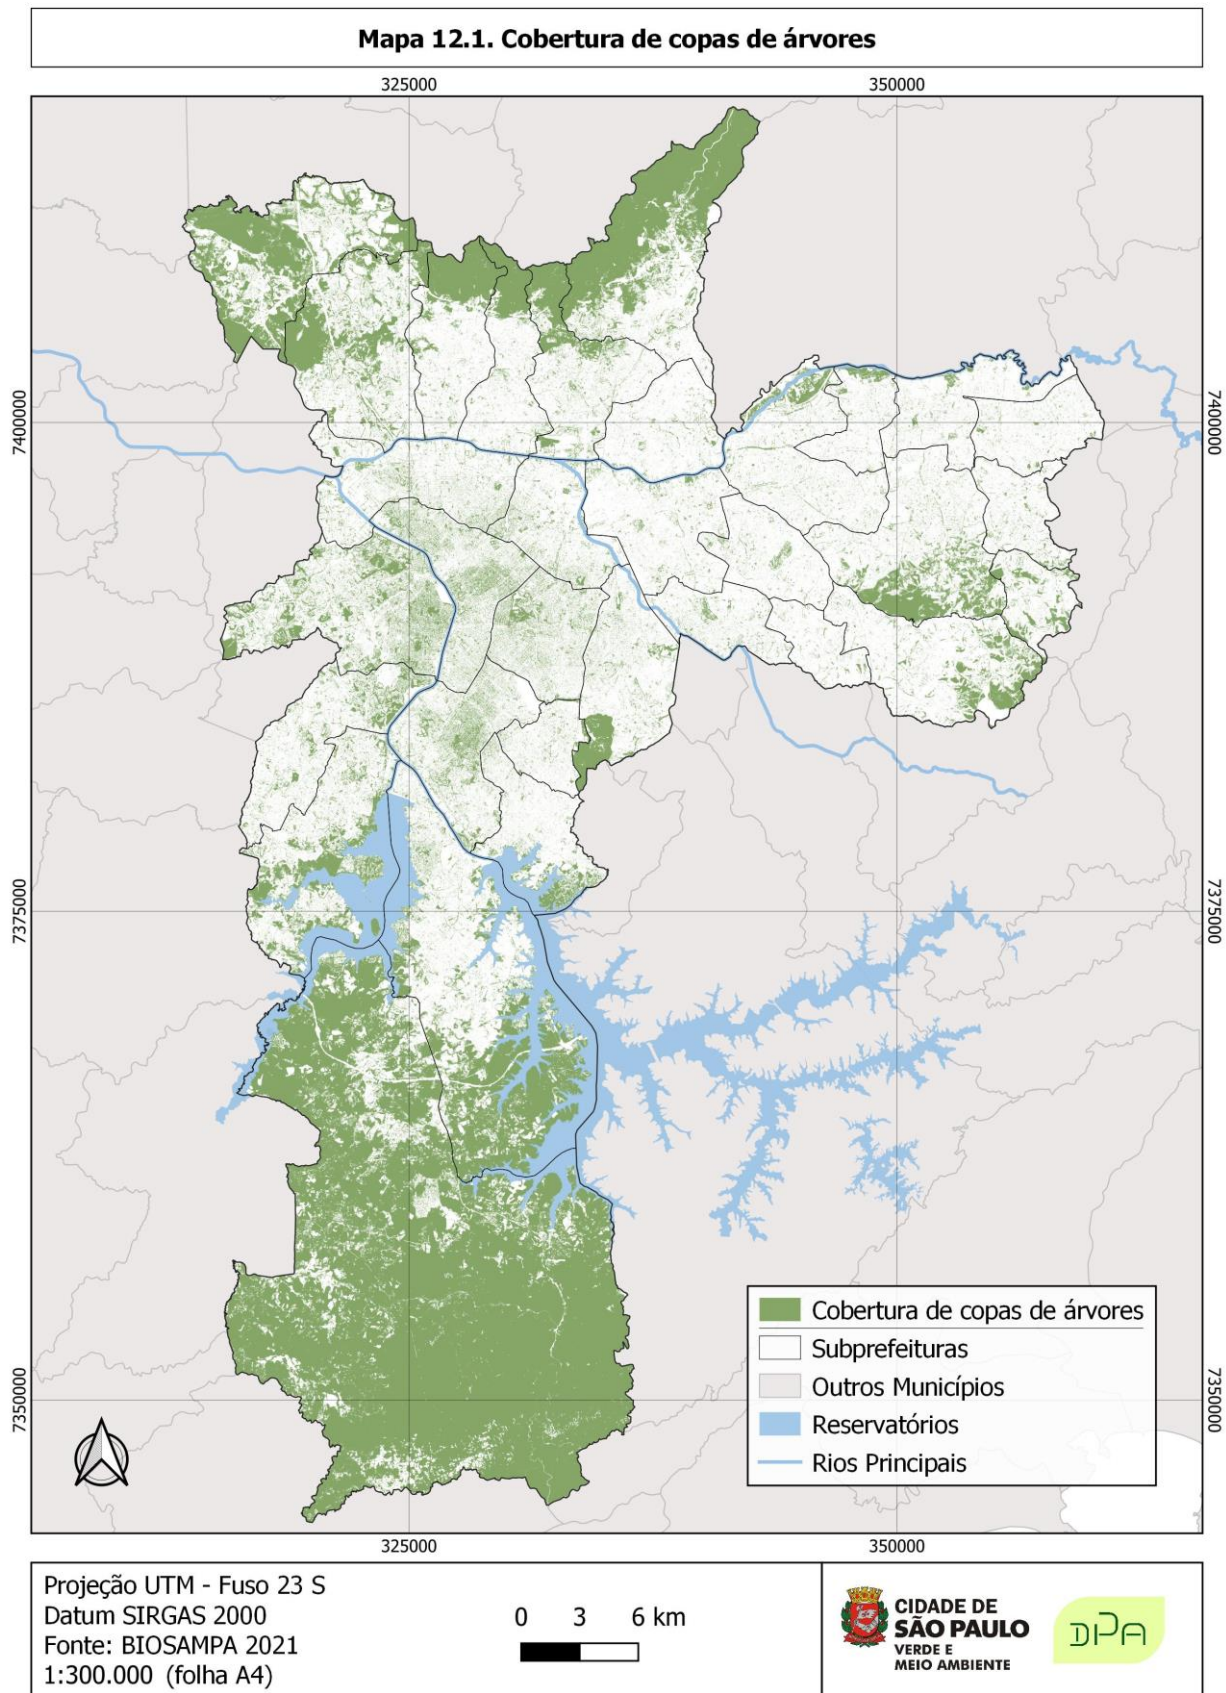 Mapa 12.1. Cobertura de copas de árvores
325000
350000
7400000
7400000
7375000
7375000
7350000
7350000
Cobertura de copas de árvores
Subprefeituras
Outros Municípios
Reservatórios
Rios Principais
325000
350000
Projeção UTM - Fuso 23 S
Datum SIRGAS 2000
Fonte: BIOSAMPA 2021
1:300.000 (folha A4)
0 3 6 km
CIDADE DE
SÃO PAULO
VERDE E
MEIO AMBIENTE
DPA